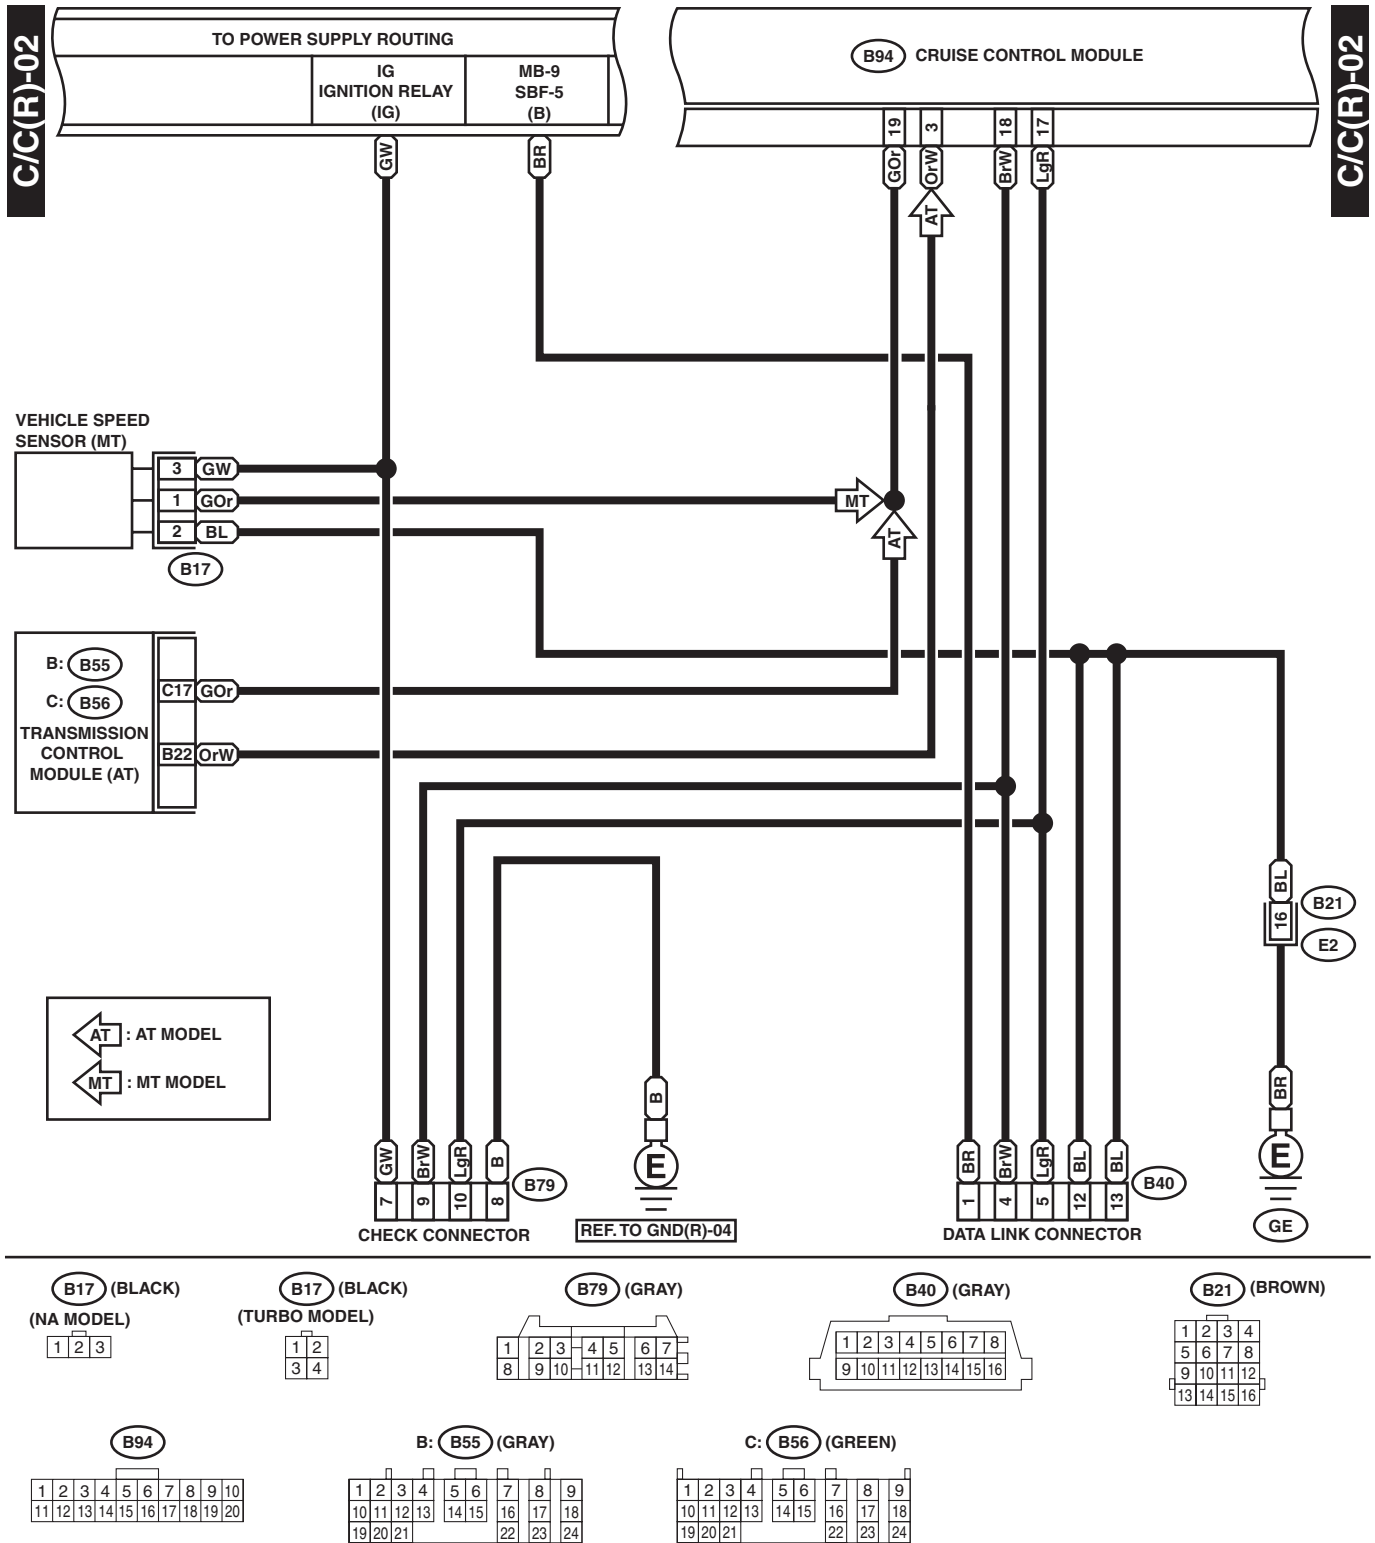 C/C(R)-02
TO POWER SUPPLY ROUTING
IG
IGNITION RELAY
(IG)
MB-9
SBF-5
(B)
B94 CRUISE CONTROL MODULE
C/C(R)-02
19 3 18 17
GW BR GOr OrW BrW LgR
AT
VEHICLE SPEED
SENSOR (MT)
3 GW
1 GOr
2 BL
B17
MT
AT
B: B55
C: B56
TRANSMISSION
CONTROL
MODULE (AT)
C17 GOr
B22 OrW
BL
16
B21
E2
BR
E
GE
AT : AT MODEL
MT : MT MODEL
B
E
REF. TO GND(R)-04
GW BrW LgR B
7 9 10 8
B79
CHECK CONNECTOR
BR BrW LgR BL BL
1 4 5 12 13
B40
DATA LINK CONNECTOR
B17 (BLACK)
(NA MODEL)
1 2 3
B17 (BLACK)
(TURBO MODEL)
1 2
3 4
B79 (GRAY)
1 2 3 4 5 6 7
8 9 10 11 12 13 14
B40 (GRAY)
1 2 3 4 5 6 7 8
9 10 11 12 13 14 15 16
B21 (BROWN)
1 2 3 4
5 6 7 8
9 10 11 12
13 14 15 16
B94
1 2 3 4 5 6 7 8 9 10
11 12 13 14 15 16 17 18 19 20
B: B55 (GRAY)
1 2 3 4 5 6 7 8 9
10 11 12 13 14 15 16 17 18
19 20 21 22 23 24
C: B56 (GREEN)
1 2 3 4 5 6 7 8 9
10 11 12 13 14 15 16 17 18
19 20 21 22 23 24